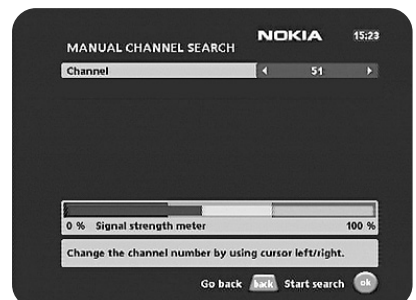 NOKIA 15:23
MANUAL CHANNEL SEARCH
Channel 51
0 % Signal strength meter 100 %
Change the channel number by using cursor left/right.
Go back back Start search ok